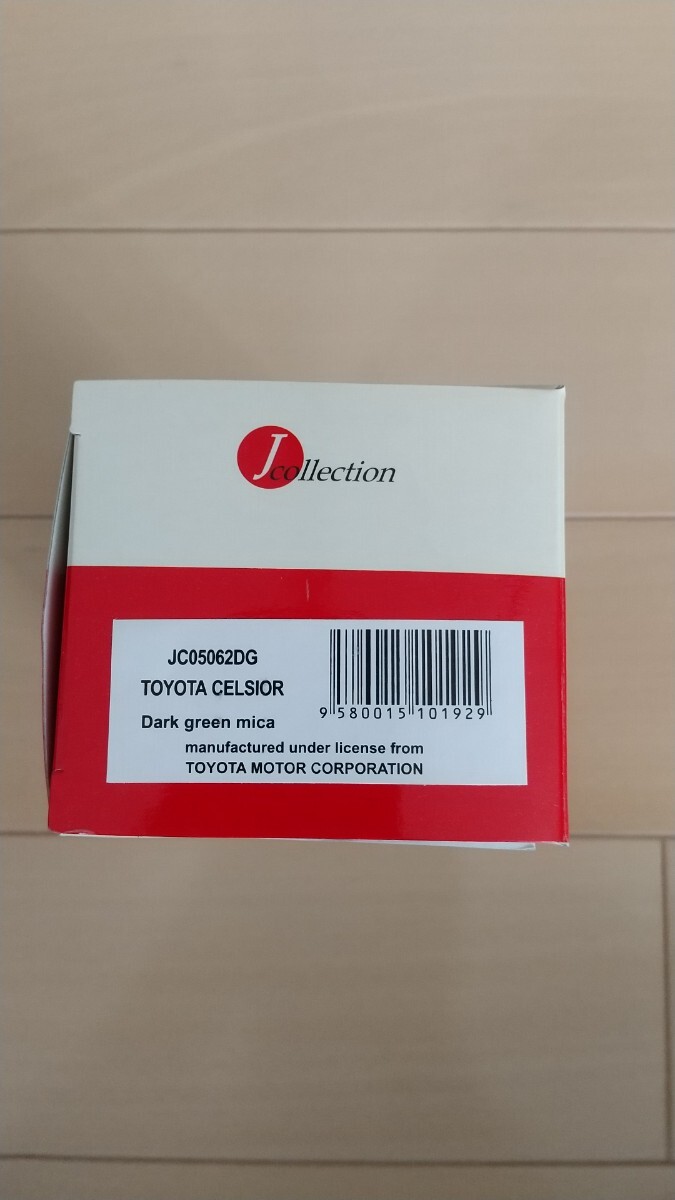 Jcollection
JC05062DG
TOYOTA CELSIOR
9 580015 101929
Dark green mica
manufactured under license from
TOYOTA MOTOR CORPORATION